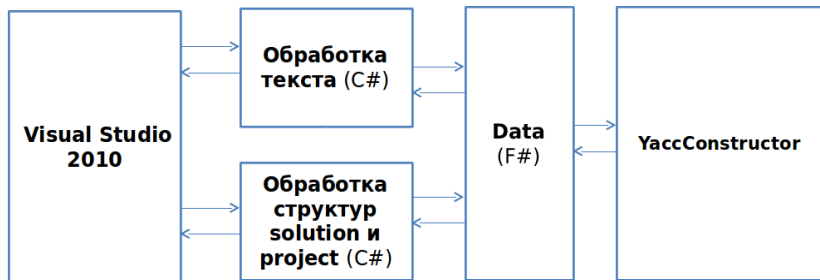 Visual Studio
2010
Обработка
текста (C#)
Обработка
структур
solution и
project (C#)
Data
(F#)
YaccConstructor